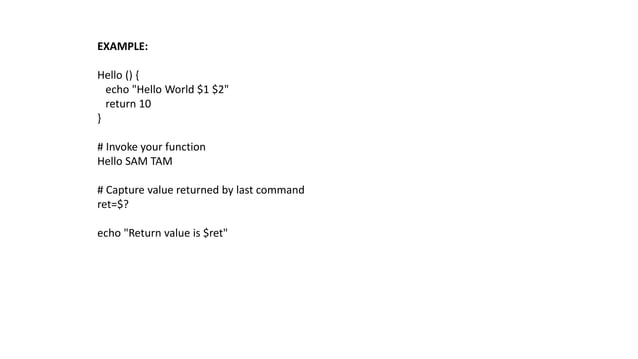 EXAMPLE:
Hello () {
echo "Hello World $1 $2"
return 10
}
# Invoke your function
Hello SAM TAM
# Capture value returned by last command
ret=$?
echo "Return value is $ret"